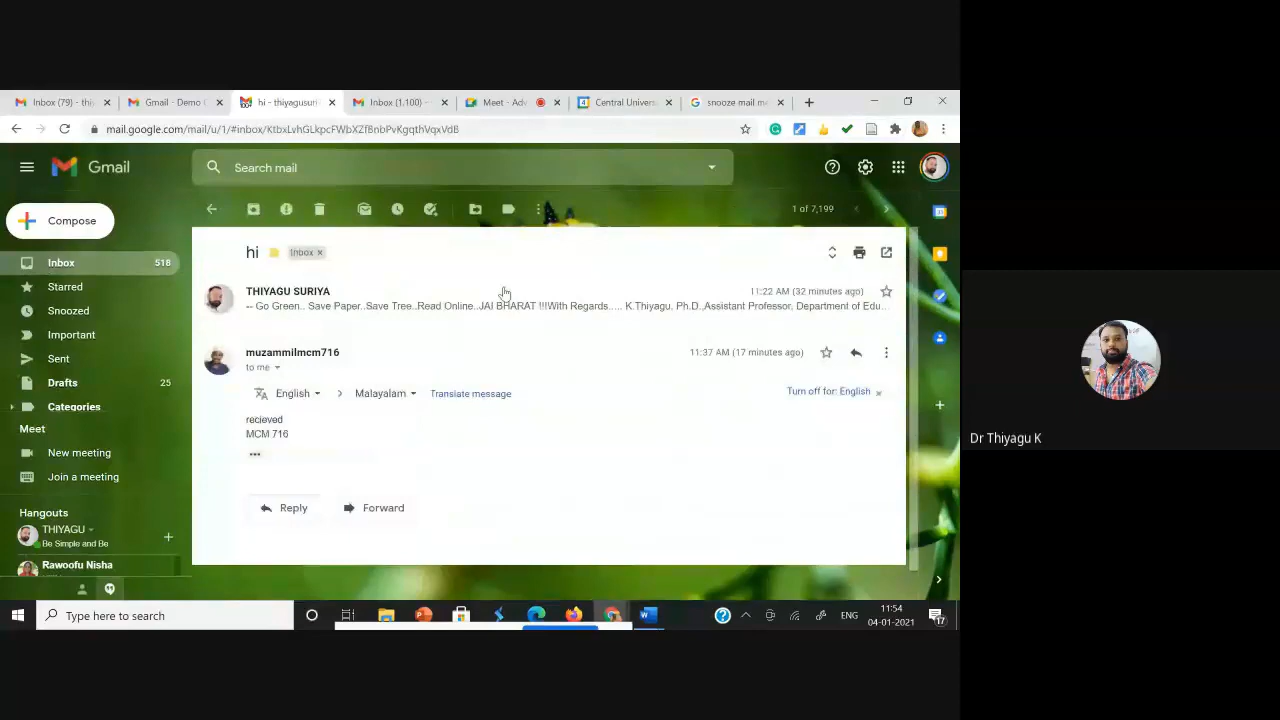 Inbox (79) - thi
Gmail - Demo
hi - thiyagusuri
Inbox (1,100) -
Meet - Adv
Central Univers
snooze mail m
mail.google.com/mail/u/1/#inbox/KtbxLvhGLkpcFWbXZfBnbPvKgqthVqxVdB
Gmail
Search mail
Compose
1 of 7,199
Inbox 518
Starred
Snoozed
Important
Sent
Drafts 25
Categories
Meet
New meeting
Join a meeting
Hangouts
THIYAGU
Be Simple and Be
Rawoofu Nisha
hi
Inbox x
THIYAGU SURIYA
11:22 AM (32 minutes ago)
-- Go Green.. Save Paper..Save Tree..Read Online..JAI BHARAT !!!With Regards..... K.Thiyagu, Ph.D.,Assistant Professor, Department of Edu...
muzammilmcm716
11:37 AM (17 minutes ago)
to me
English > Malayalam Translate message
Turn off for: English x
recieved
MCM 716
Reply
Forward
Dr Thiyagu K
Type here to search
ENG
11:54
04-01-2021
17